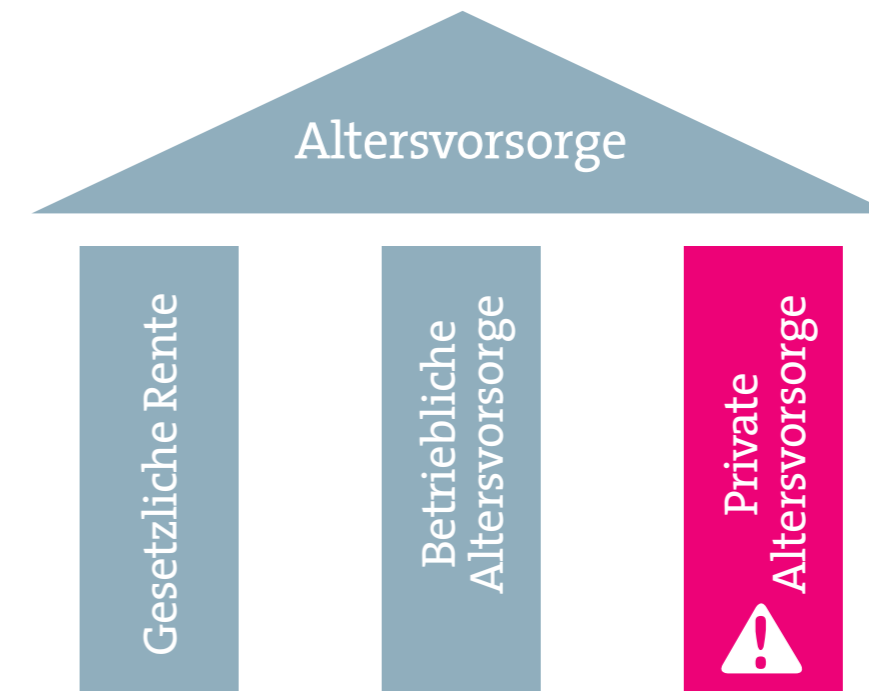 Altersvorsorge
Gesetzliche Rente
Betriebliche
Altersvorsorge
Private
Altersvorsorge